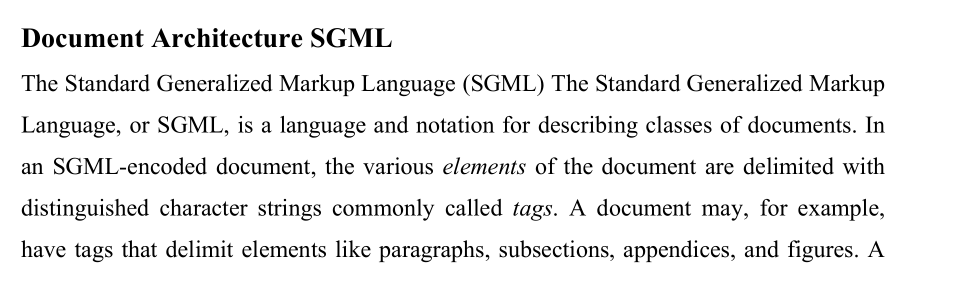 Document Architecture SGML
The Standard Generalized Markup Language (SGML) The Standard Generalized Markup
Language, or SGML, is a language and notation for describing classes of documents. In
an SGML-encoded document, the various elements of the document are delimited with
distinguished character strings commonly called tags. A document may, for example,
have tags that delimit elements like paragraphs, subsections, appendices, and figures. A